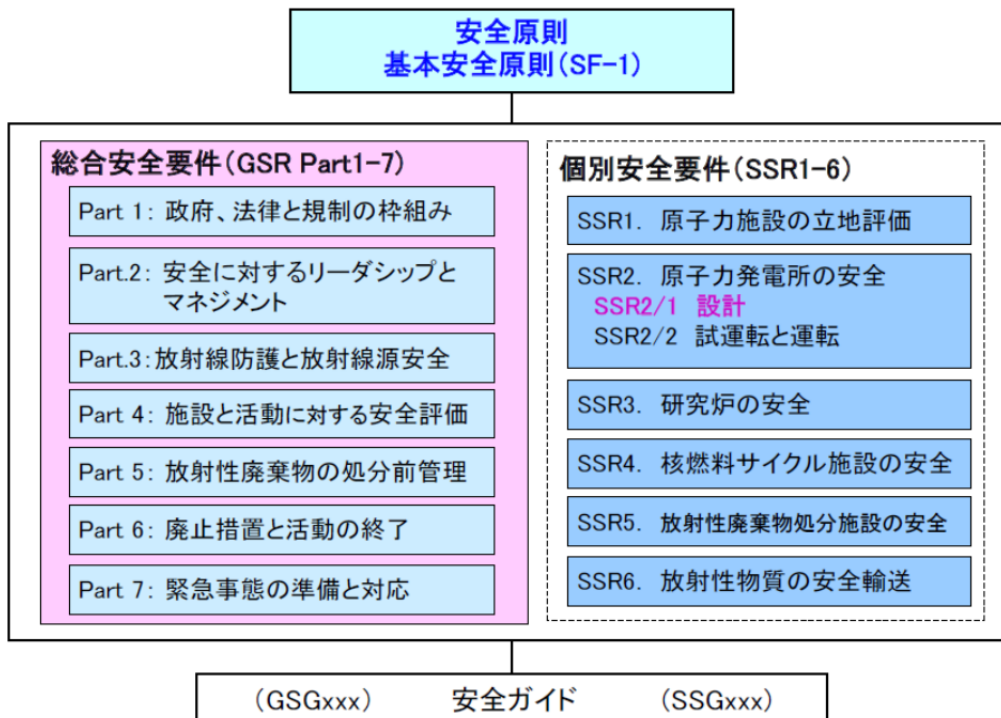 安全原則
基本安全原則(SF-1)
総合安全要件(GSR Part1-7)
Part 1: 政府、法律と規制の枠組み
Part.2: 安全に対するリーダシップと
マネジメント
Part.3:放射線防護と放射線源安全
Part 4: 施設と活動に対する安全評価
Part 5: 放射性廃棄物の処分前管理
Part 6: 廃止措置と活動の終了
Part 7: 緊急事態の準備と対応
個別安全要件(SSR1-6)
SSR1. 原子力施設の立地評価
SSR2. 原子力発電所の安全
SSR2/1 設計
SSR2/2 試運転と運転
SSR3. 研究炉の安全
SSR4. 核燃料サイクル施設の安全
SSR5. 放射性廃棄物処分施設の安全
SSR6. 放射性物質の安全輸送
(GSGxxx) 安全ガイド (SSGxxx)